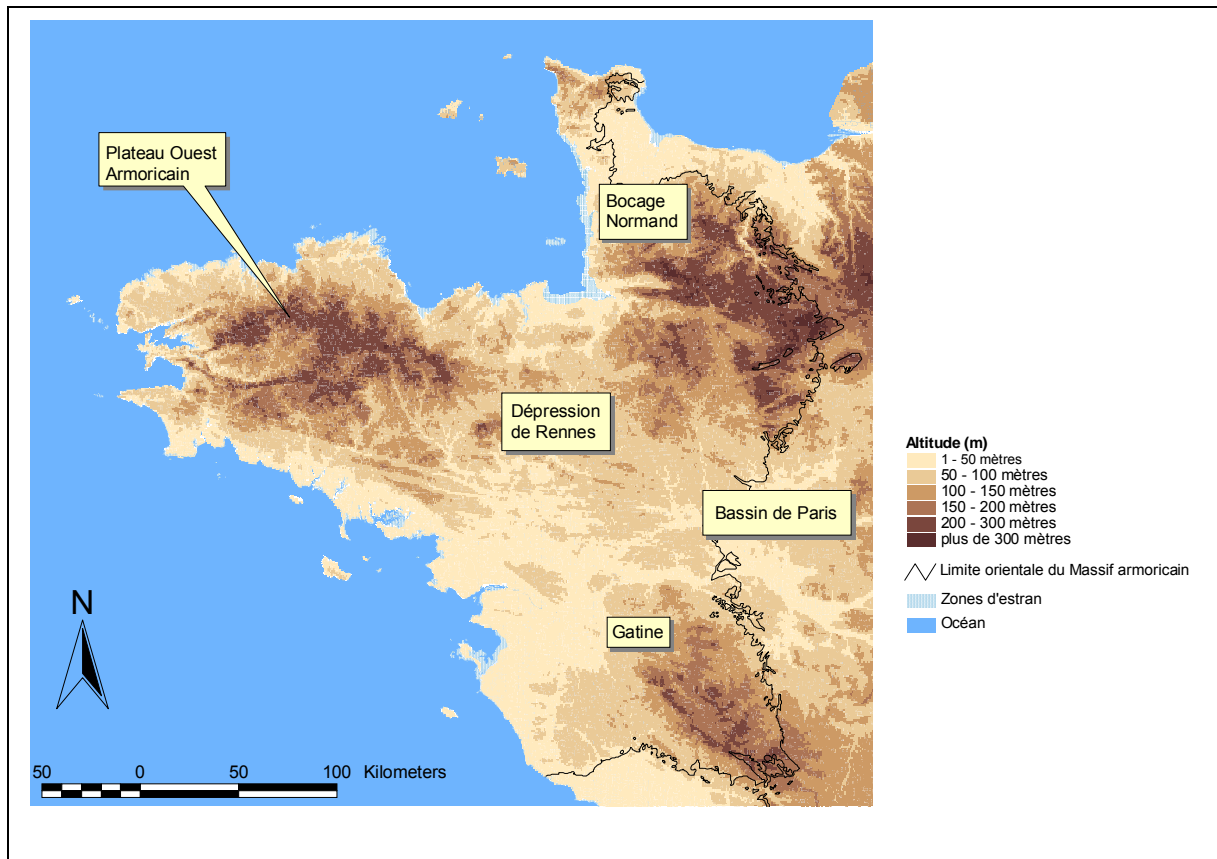 Plateau Ouest
Armoricain
Bocage
Normand
Dépression
de Rennes
Bassin de Paris
Gatine
N
50 0 50 100 Kilometers
Altitude (m)
1 - 50 mètres
50 - 100 mètres
100 - 150 mètres
150 - 200 mètres
200 - 300 mètres
plus de 300 mètres
Limite orientale du Massif armoricain
Zones d'estran
Océan